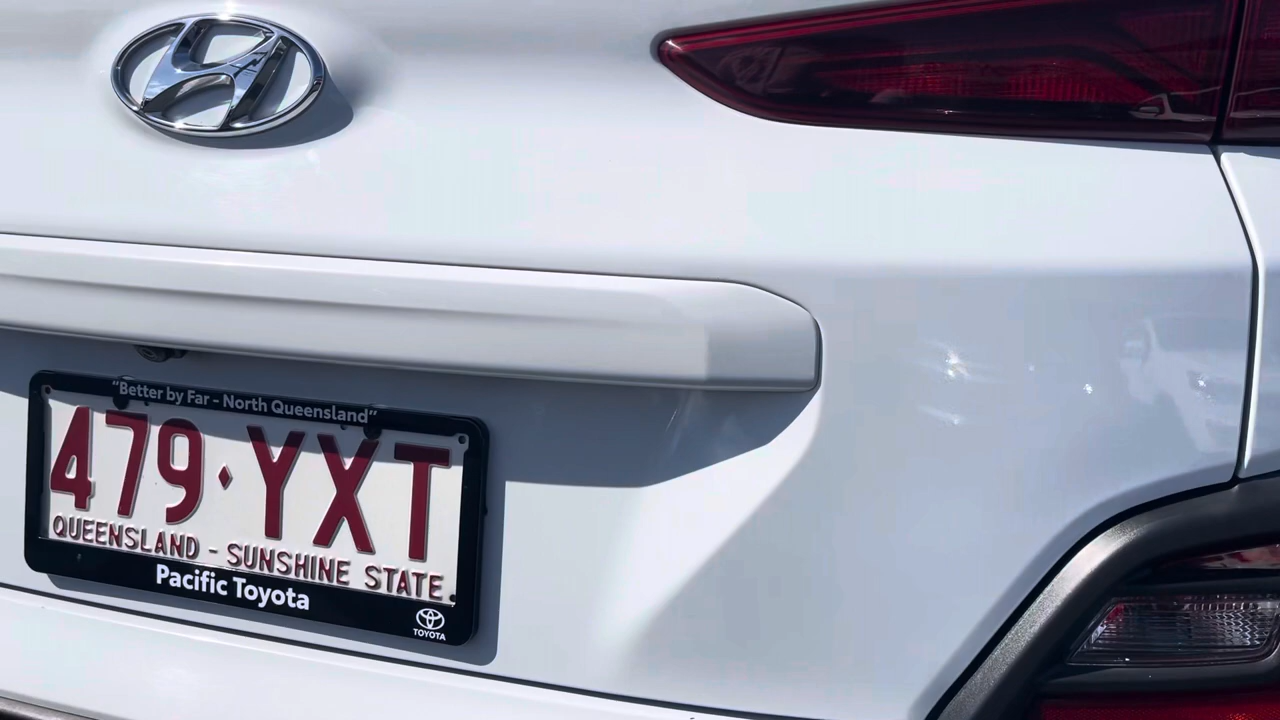 “Better by Far - North Queensland”
479·YXT
QUEENSLAND - SUNSHINE STATE
Pacific Toyota
TOYOTA